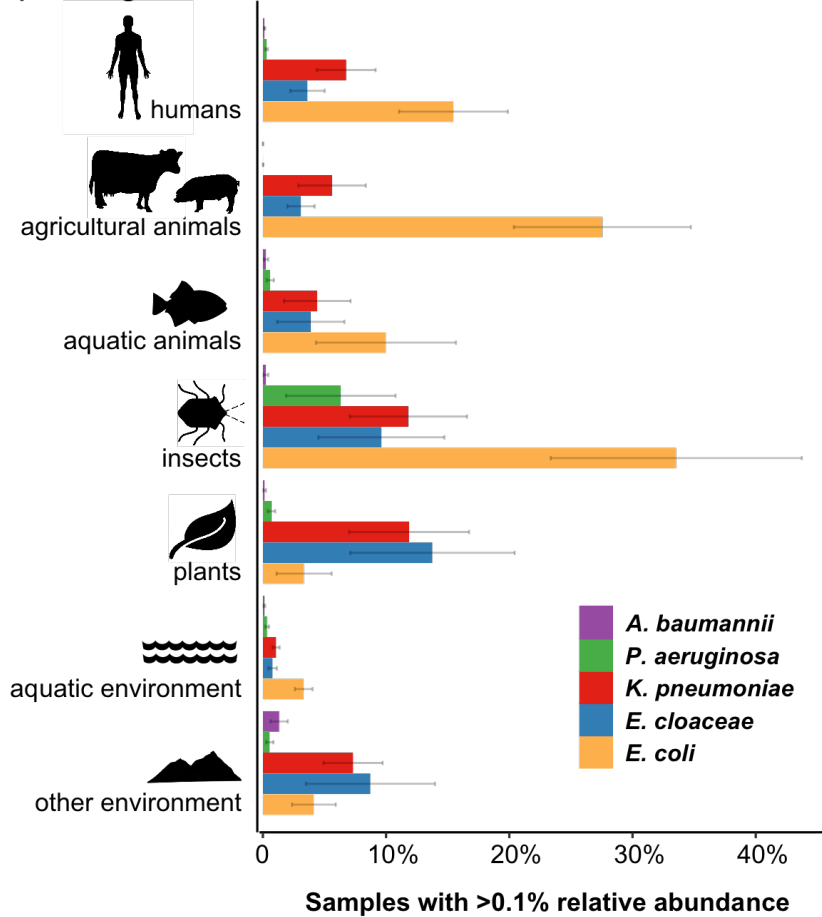 humans
agricultural animals
aquatic animals
insects
plants
aquatic environment
other environment
A. baumannii
P. aeruginosa
K. pneumoniae
E. cloaceae
E. coli
0 10% 20% 30% 40%
Samples with >0.1% relative abundance